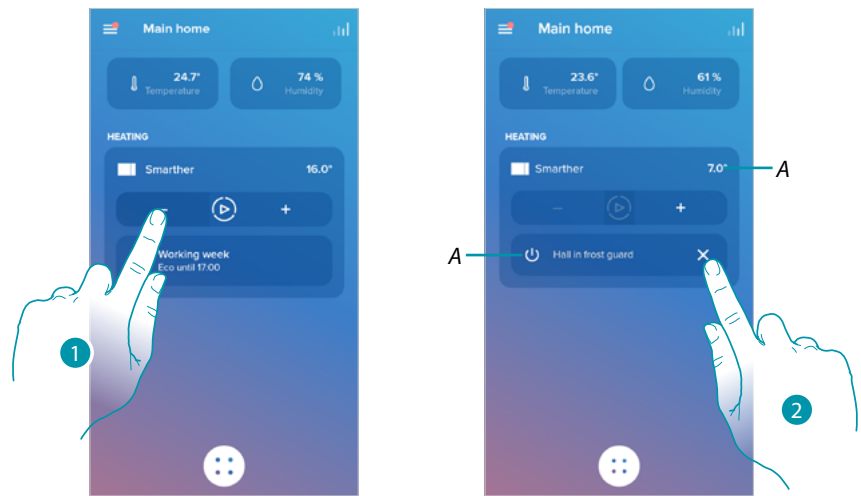 Main home
24.7°
Temperature
74 %
Humidity
HEATING
Smarther
16.0°
– +
Working week
Eco until 17:00
1
Main home
23.6°
Temperature
61 %
Humidity
HEATING
Smarther
7.0°
A
– +
A
Hall in frost guard
2